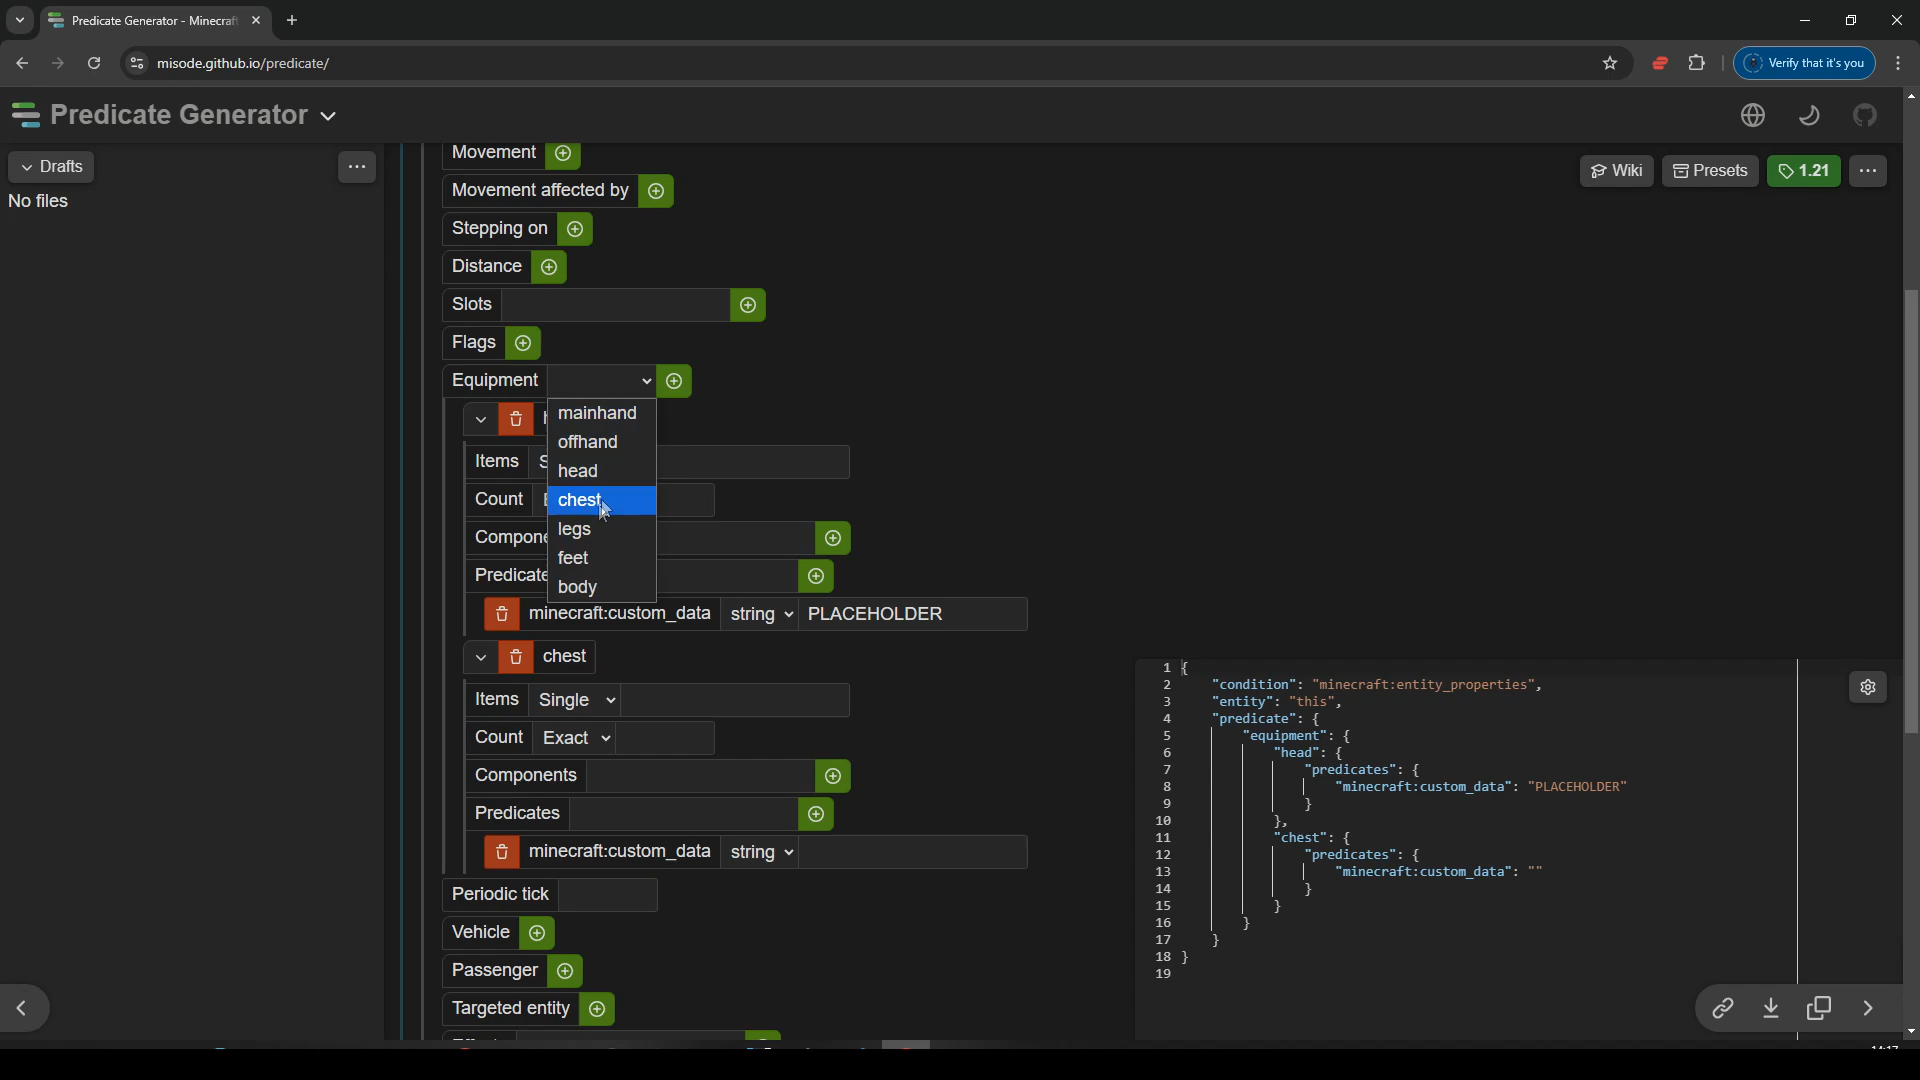 Predicate Generator - Minecraf
misode.github.io/predicate/
Verify that it's you
Predicate Generator
Drafts
No files
Wiki
Presets
1.21
Movement
Movement affected by
Stepping on
Distance
Slots
Flags
Equipment
mainhand
offhand
head
chest
legs
feet
body
Items
Count
Compone
Predicate
minecraft:custom_data string PLACEHOLDER
chest
Items Single
Count Exact
Components
Predicates
minecraft:custom_data string
Periodic tick
Vehicle
Passenger
Targeted entity
1 {
2 "condition": "minecraft:entity_properties",
3 "entity": "this",
4 "predicate": {
5 "equipment": {
6 "head": {
7 "predicates": {
8 "minecraft:custom_data": "PLACEHOLDER"
9 }
10 },
11 "chest": {
12 "predicates": {
13 "minecraft:custom_data": ""
14 }
15 }
16 }
17 }
18 }
19